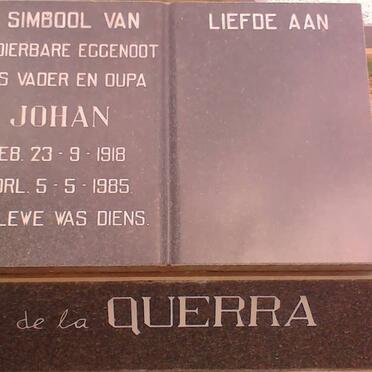 SIMBOOL VAN LIEFDE AAN
DIERBARE EGGENOOT
S VADER EN OUPA
JOHAN
EB. 23 - 9 - 1918
ORL. 5 - 5 - 1985
LEWE WAS DIENS.
de la QUERRA